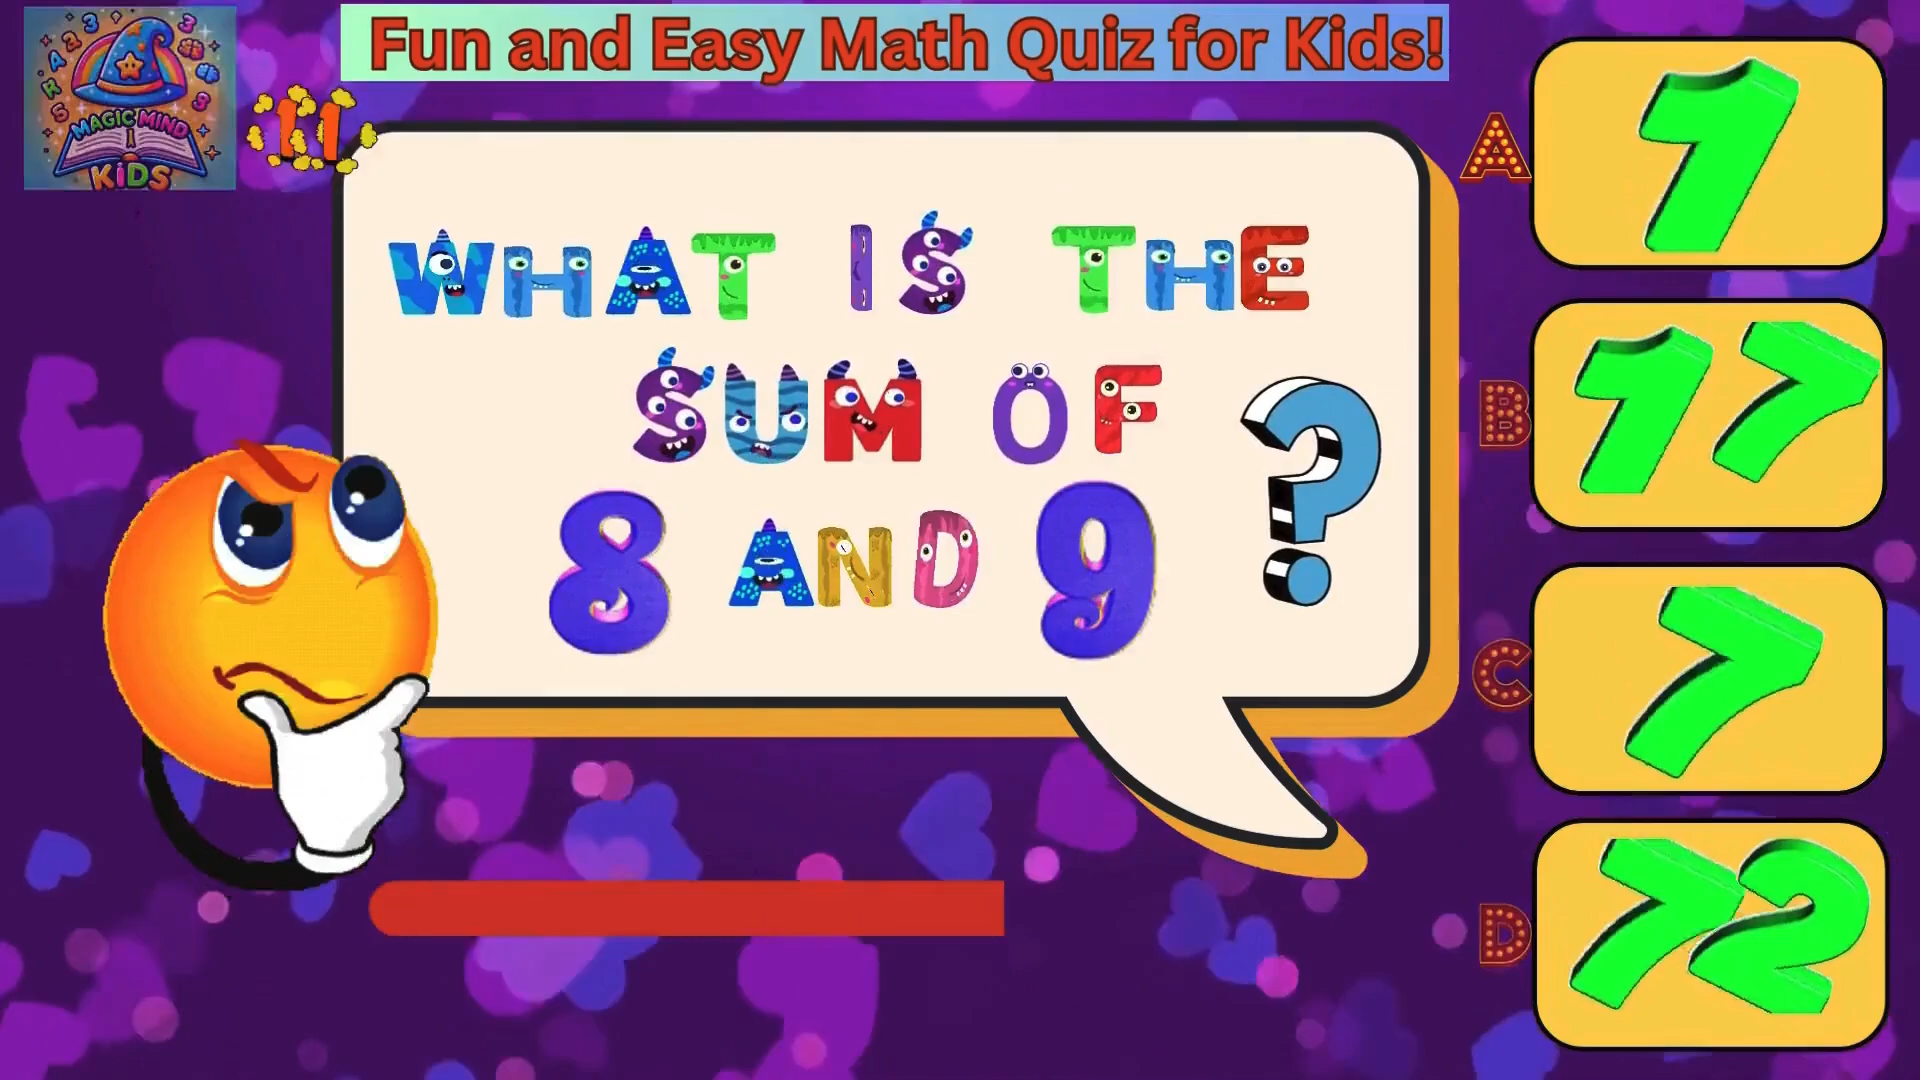 Fun and Easy Math Quiz for Kids!
MAGIC MIND
KiDS
11
WHAT IS THE
SUM OF
8 AND 9 ?
A 1
B 17
C 7
D 72